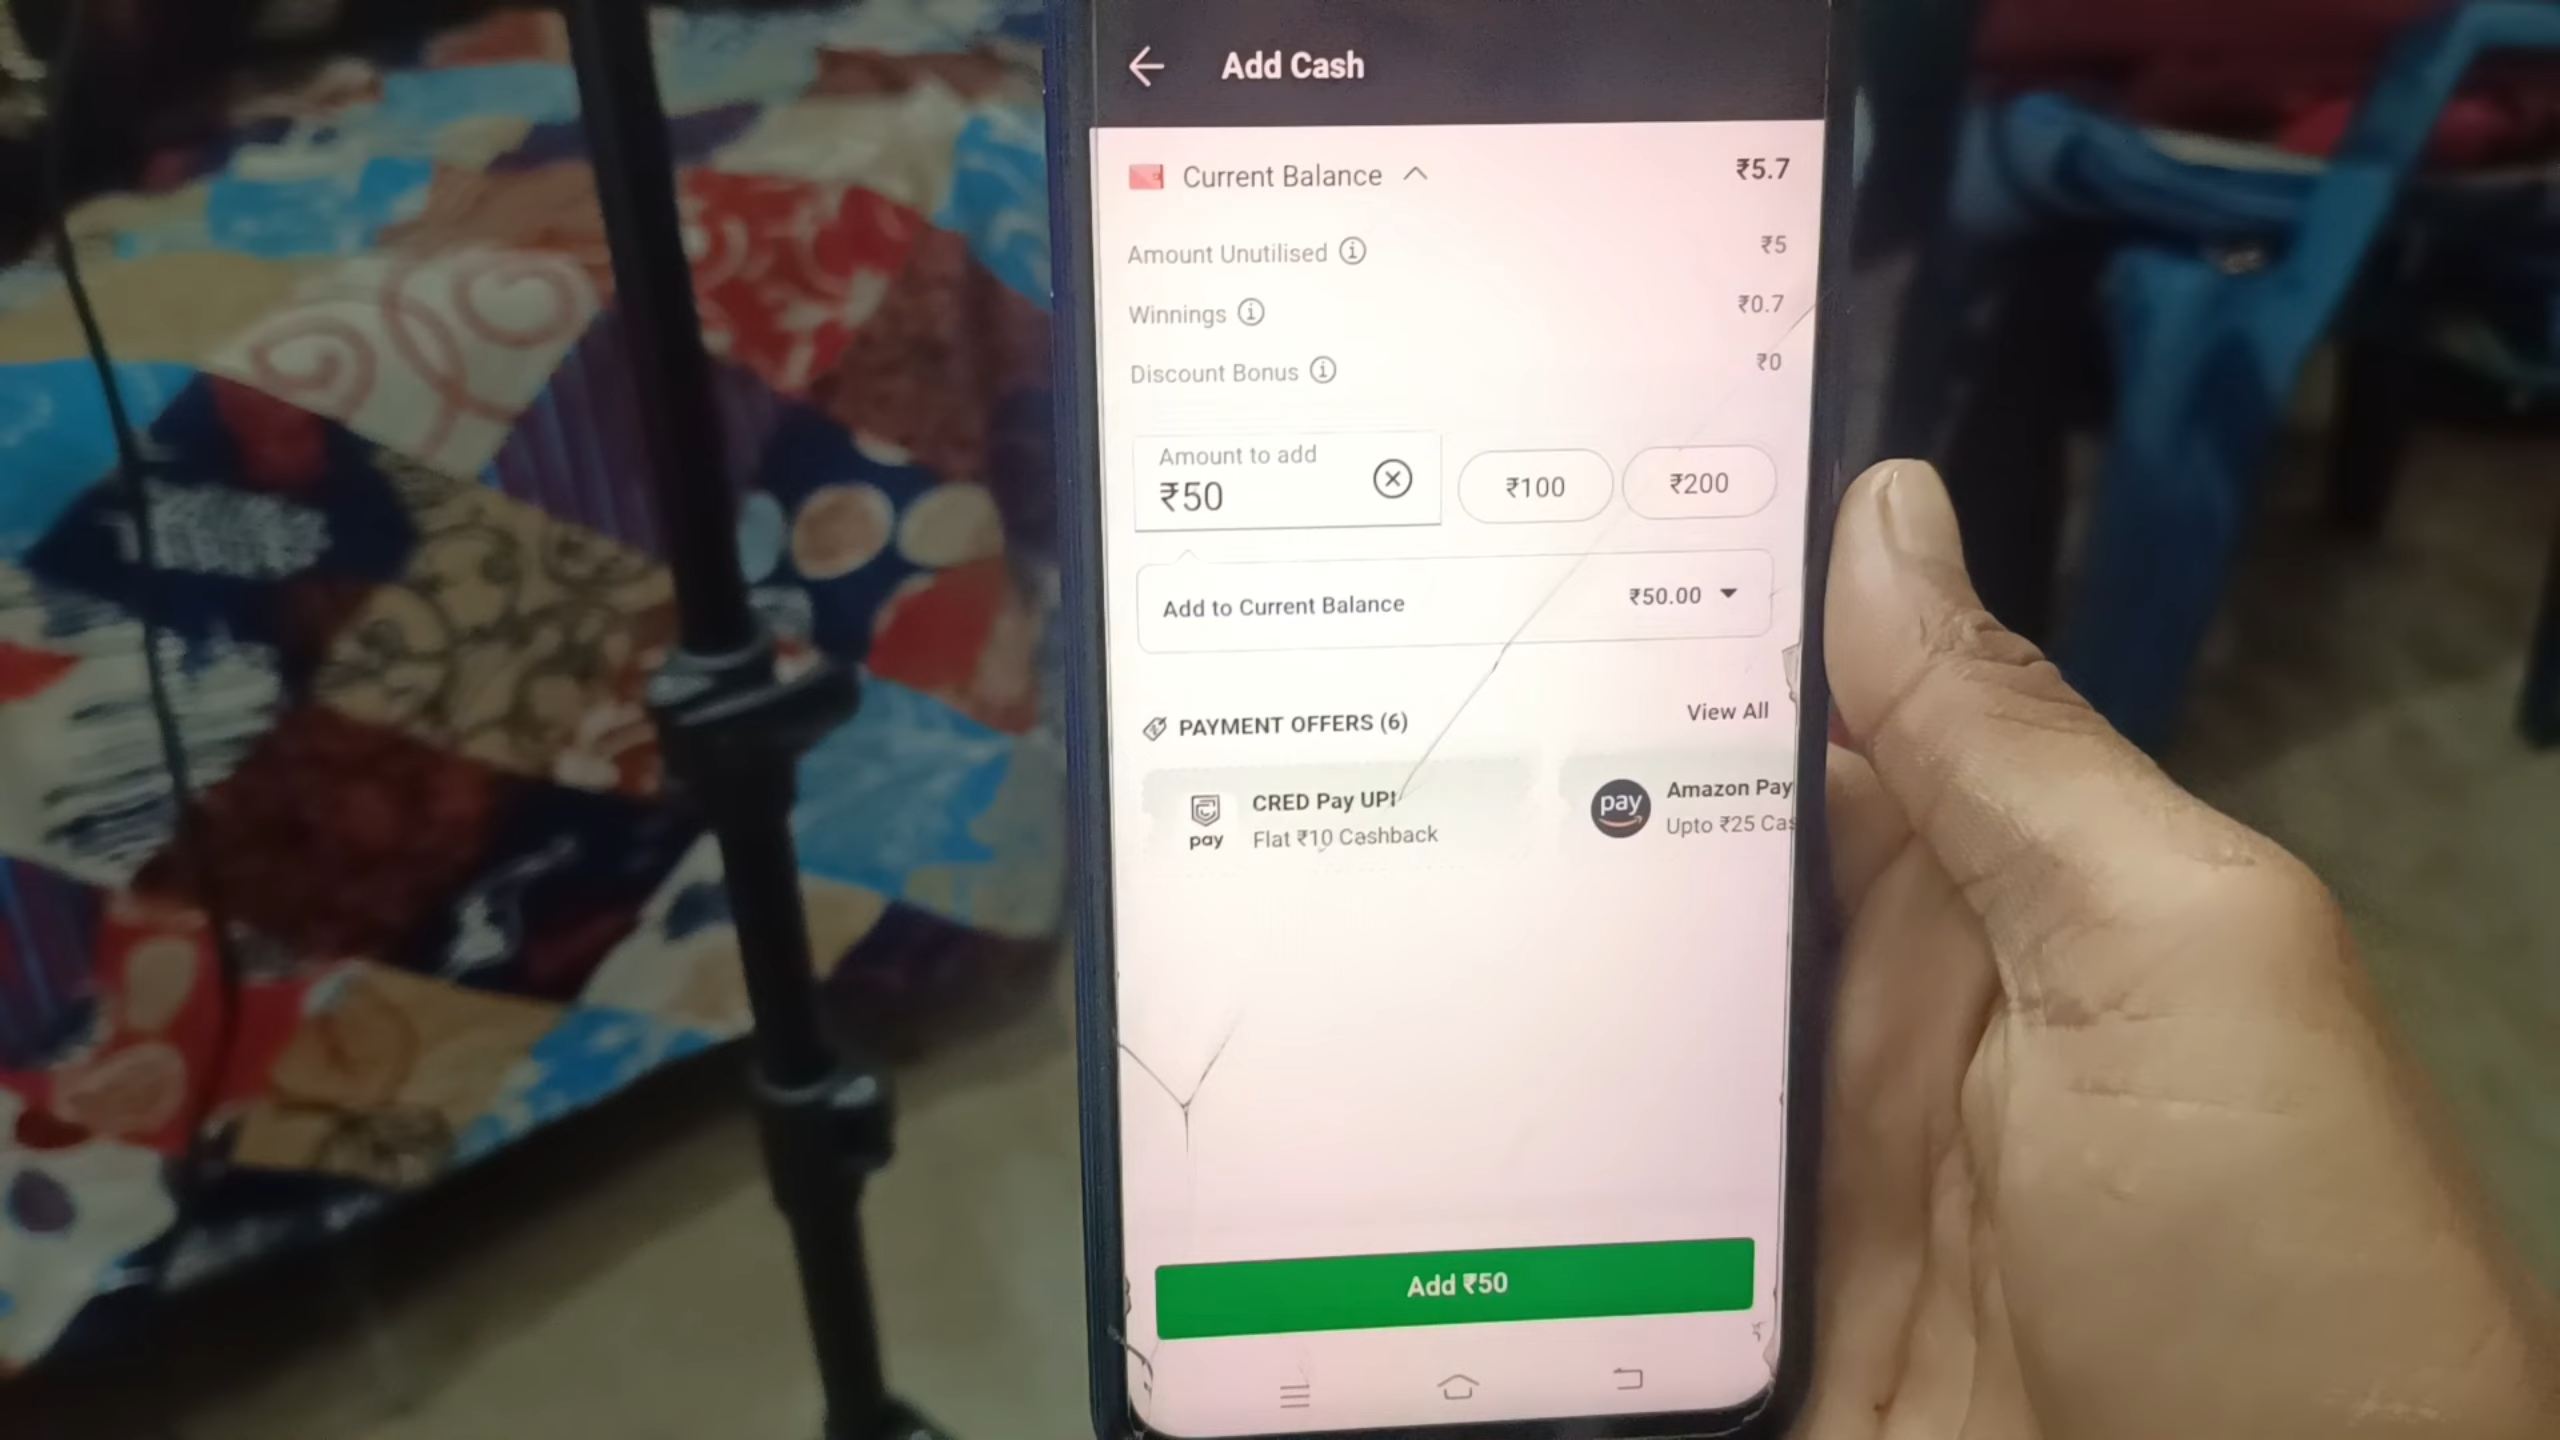 Add Cash
Current Balance ₹5.7
Amount Unutilised ₹5
Winnings ₹0.7
Discount Bonus ₹0
Amount to add
₹50 ₹100 ₹200
Add to Current Balance ₹50.00
PAYMENT OFFERS (6) View All
CRED Pay UPI
Flat ₹10 Cashback
pay
pay
Amazon Pay
Upto ₹25 Cas
Add ₹50